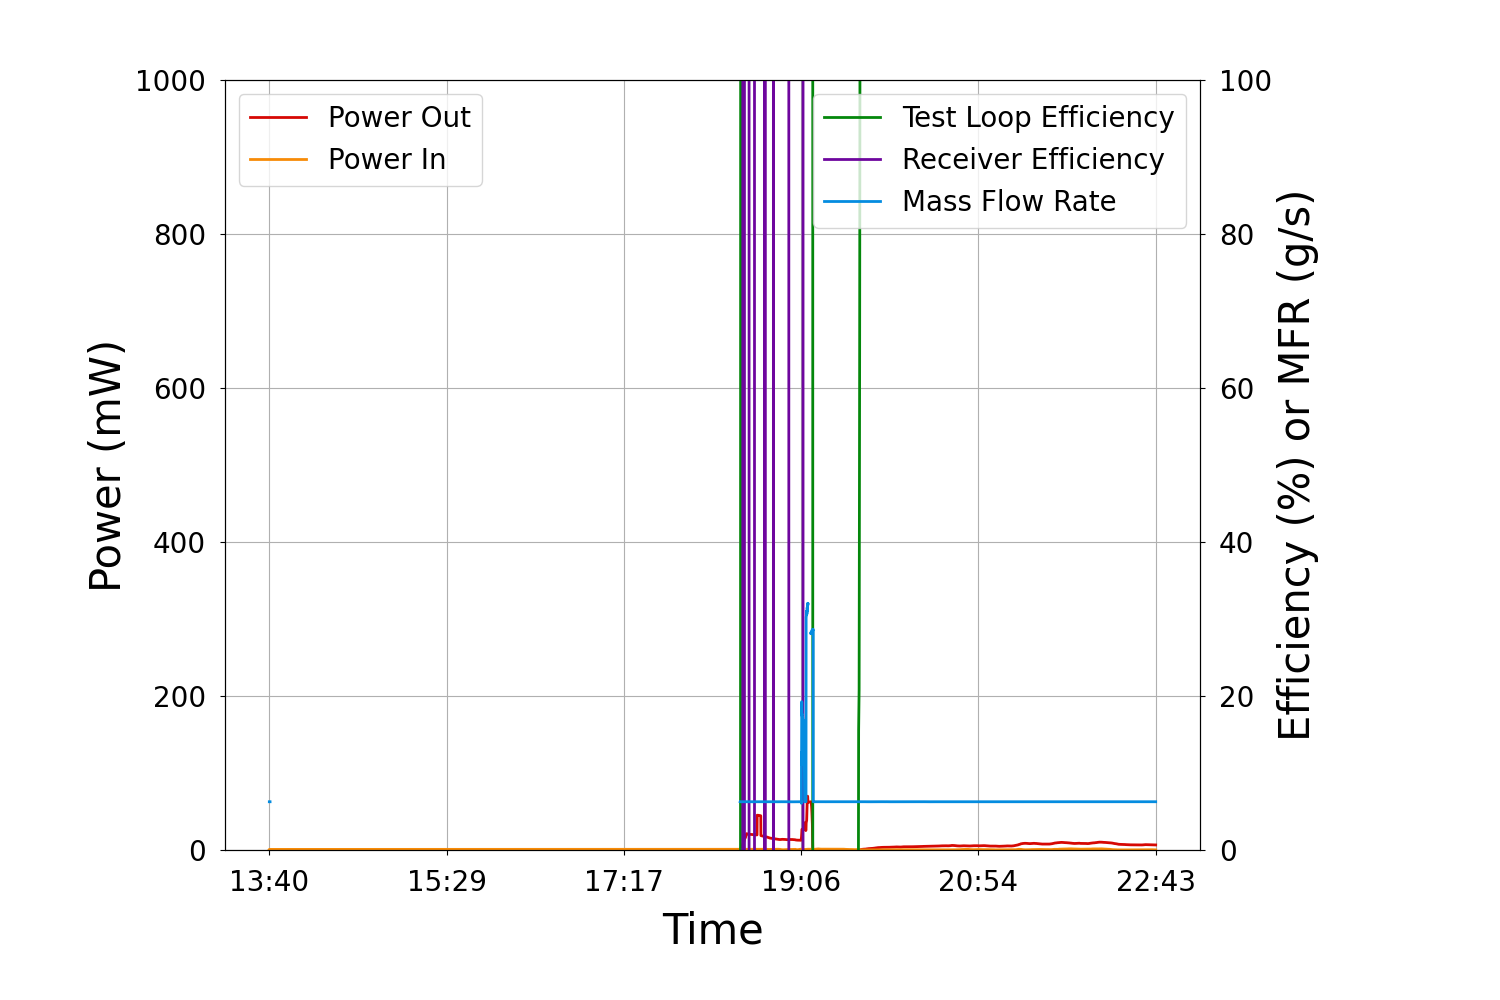 1000
800
600
400
200
0
Power (mW)
Power Out
Power In
Test Loop Efficiency
Receiver Efficiency
Mass Flow Rate
100
80
60
40
20
0
Efficiency (%) or MFR (g/s)
13:40
15:29
17:17
19:06
20:54
22:43
Time